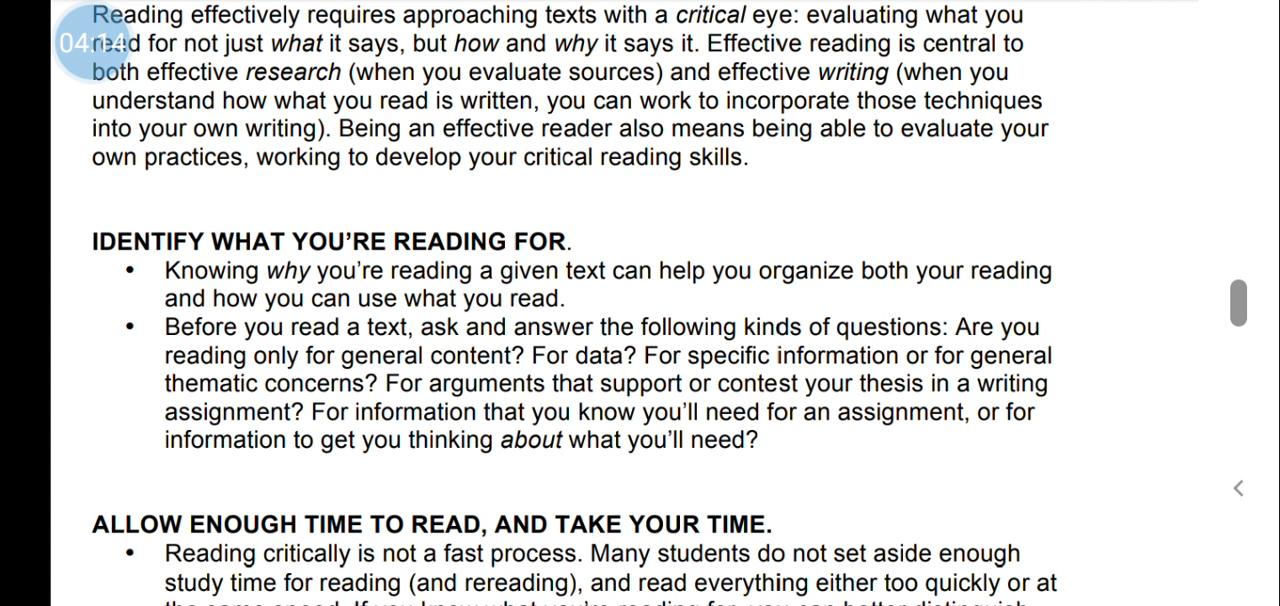 Reading effectively requires approaching texts with a critical eye: evaluating what you
04:14
read for not just what it says, but how and why it says it. Effective reading is central to
both effective research (when you evaluate sources) and effective writing (when you
understand how what you read is written, you can work to incorporate those techniques
into your own writing). Being an effective reader also means being able to evaluate your
own practices, working to develop your critical reading skills.
IDENTIFY WHAT YOU'RE READING FOR.
• Knowing why you're reading a given text can help you organize both your reading
and how you can use what you read.
• Before you read a text, ask and answer the following kinds of questions: Are you
reading only for general content? For data? For specific information or for general
thematic concerns? For arguments that support or contest your thesis in a writing
assignment? For information that you know you'll need for an assignment, or for
information to get you thinking about what you'll need?
ALLOW ENOUGH TIME TO READ, AND TAKE YOUR TIME.
• Reading critically is not a fast process. Many students do not set aside enough
study time for reading (and rereading), and read everything either too quickly or at